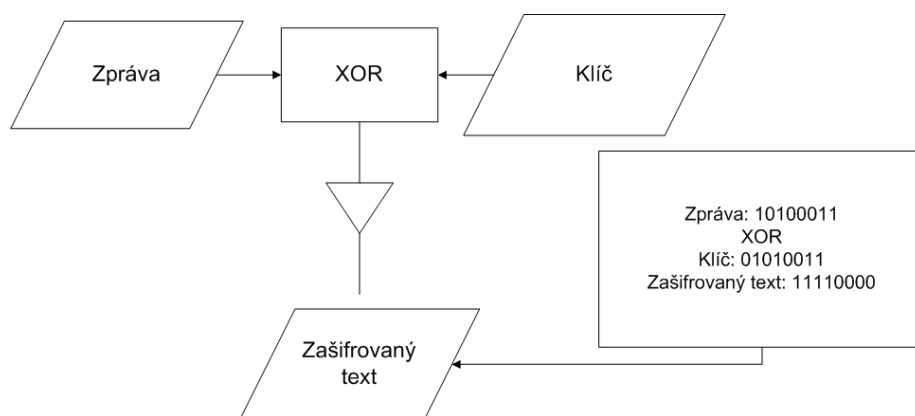 Zpráva
XOR
Klíč
Zpráva: 10100011
XOR
Klíč: 01010011
Zašifrovaný text: 11110000
Zašifrovaný
text